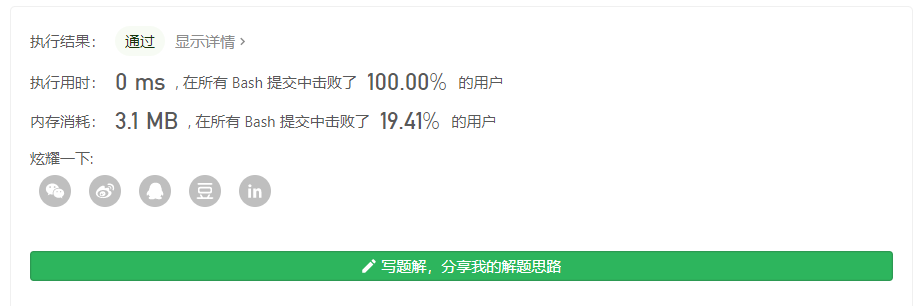 执行结果： 通过 显示详情 >
执行用时： 0 ms , 在所有 Bash 提交中击败了 100.00% 的用户
内存消耗： 3.1 MB , 在所有 Bash 提交中击败了 19.41% 的用户
炫耀一下:
写题解，分享我的解题思路